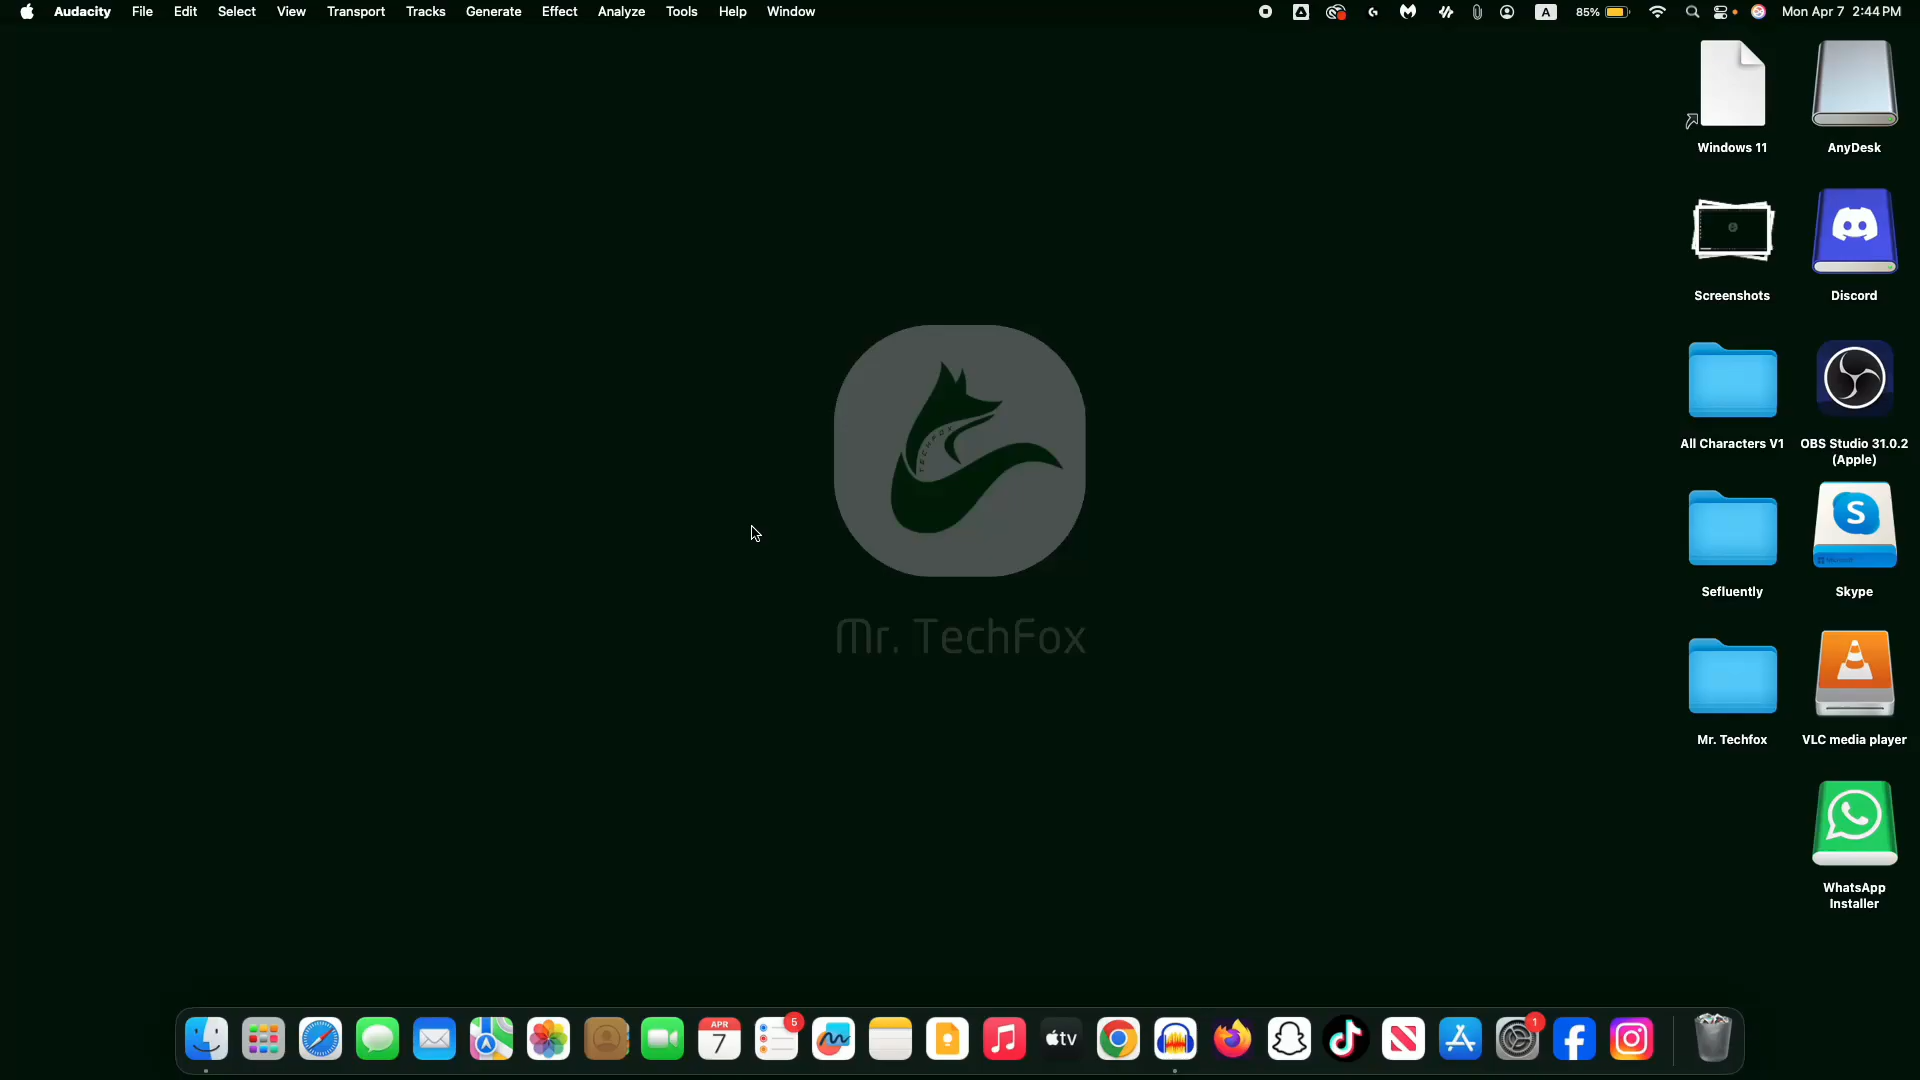 Audacity File Edit Select View Transport Tracks Generate Effect Analyze Tools Help Window A 85% Mon Apr 7 2:44 PM
Windows 11
AnyDesk
Screenshots
Discord
All Characters V1
OBS Studio 31.0.2
(Apple)
Sefluently
S
Skype
Mr. Techfox
VLC media player
WhatsApp
Installer
TECHFOX
Mr. TechFox
APR
7
5
tv
1